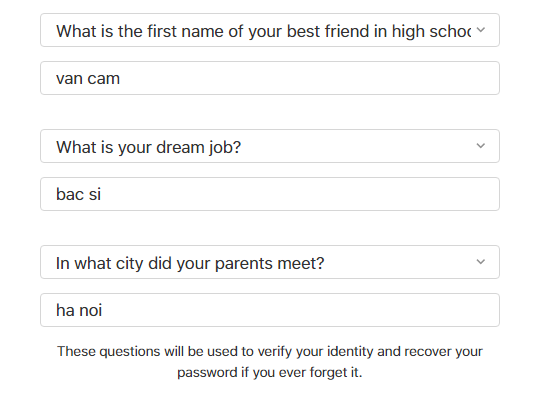 What is the first name of your best friend in high schoo
van cam
What is your dream job?
bac si
In what city did your parents meet?
ha noi
These questions will be used to verify your identity and recover your
password if you ever forget it.